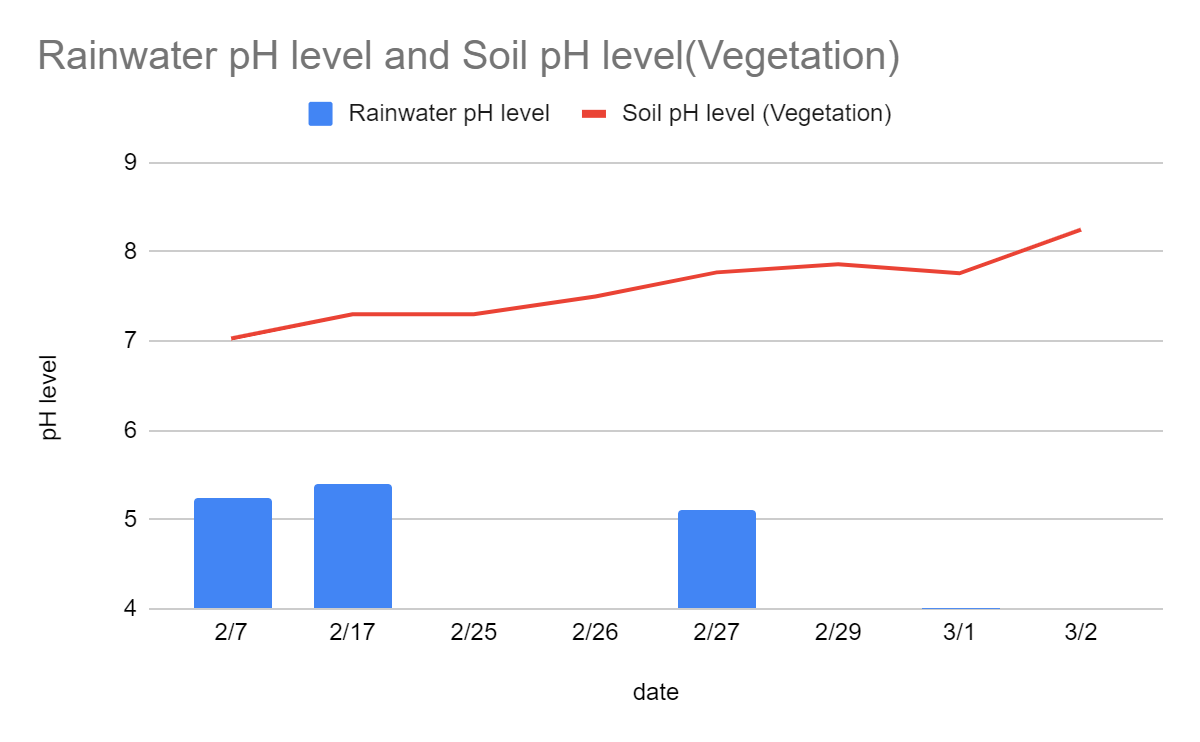 Rainwater pH level and Soil pH level(Vegetation)
Rainwater pH level Soil pH level (Vegetation)
9
8
7
6
5
4
pH level
2/7 2/17 2/25 2/26 2/27 2/29 3/1 3/2
date